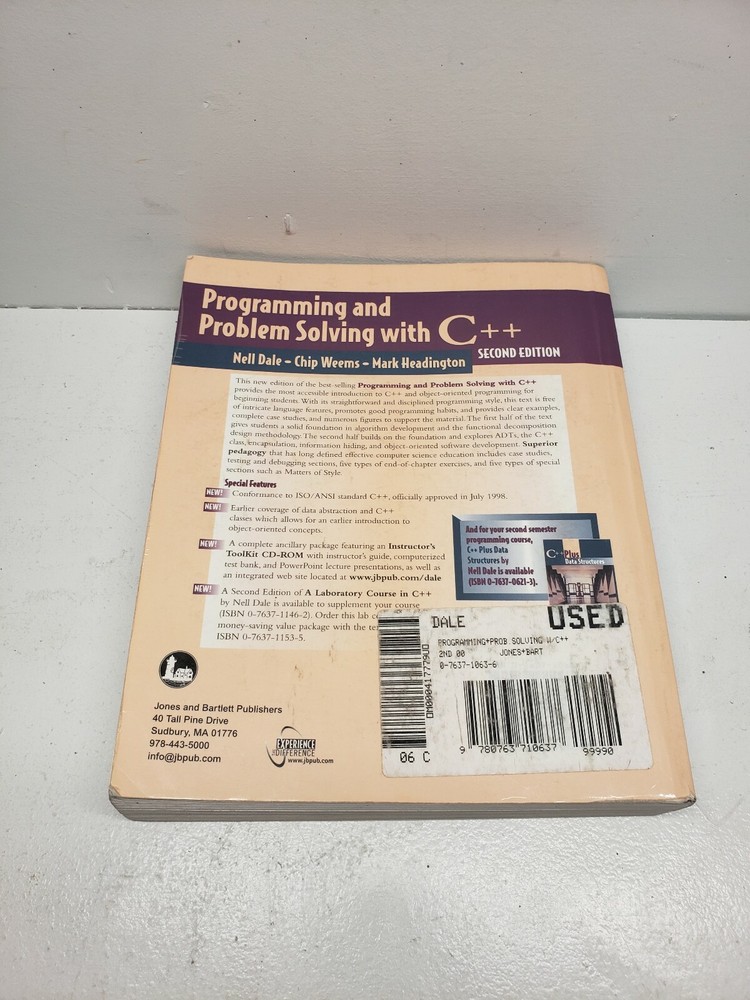 Programming and
Problem Solving with C++
SECOND EDITION
Nell Dale – Chip Weems – Mark Headington
This new edition of the best-selling Programming and Problem Solving with C++
provides the most accessible introduction to C++ and object-oriented programming for
beginning students. With its straightforward and disciplined programming style, this text is free
of intricate language features, promotes good programming habits, and provides clear examples,
complete case studies, and numerous figures to support the material. The first half of the text
gives students a solid foundation in algorithm development and the functional decomposition
design methodology. The second half builds on the foundation and explores ADTs, the C++
class, encapsulation, information hiding, and object-oriented software development. Superior
pedagogy that has long defined effective computer science education includes case studies,
testing and debugging sections, five types of end-of-chapter exercises, and five types of special
sections such as Matters of Style.
Special Features
NEW! Conformance to ISO/ANSI standard C++, officially approved in July 1998.
NEW! Earlier coverage of data abstraction and C++
classes which allows for an earlier introduction to
object-oriented concepts.
NEW! A complete ancillary package featuring an Instructor's
ToolKit CD-ROM with instructor's guide, computerized
test bank, and PowerPoint lecture presentations, as well as
an integrated web site located at www.jbpub.com/dale
NEW! A Second Edition of A Laboratory Course in C++
by Nell Dale is available to supplement your course
(ISBN 0-7637-1146-2). Order this lab
money-saving value package with the
ISBN 0-7637-1153-5.
And for your second semester
programming course,
C++ Plus Data
Structures by
Nell Dale is available
(ISBN 0-7637-0621-3).
C++ Plus
Data Structures
DALE USED
PROGRAMMING+PROB SOLVING W/C++
2ND 00 JONES+BART
0-7637-1063-6
06 C
9 780763 710637 99990
Jones and Bartlett Publishers
40 Tall Pine Drive
Sudbury, MA 01776
978-443-5000
info@jbpub.com
EXPERIENCE
THE DIFFERENCE
www.jbpub.com